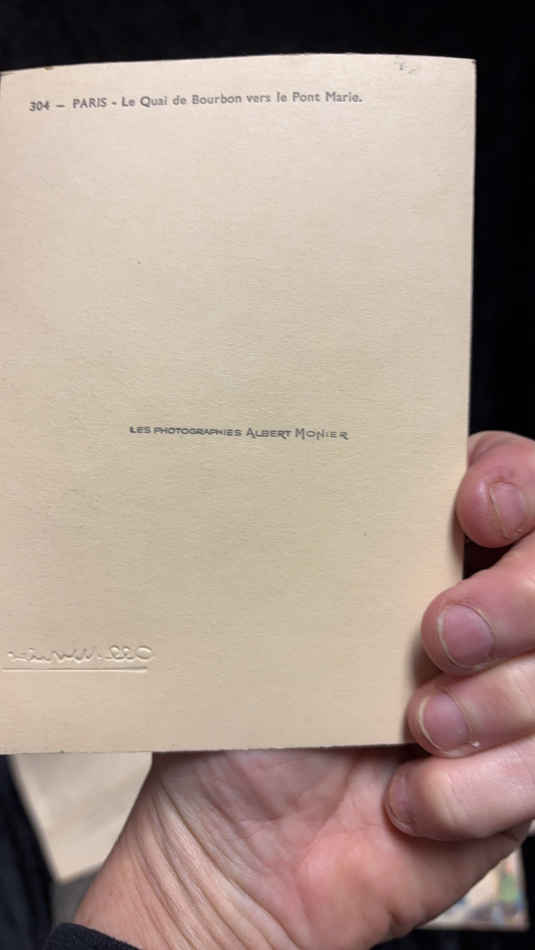 304 — PARIS - Le Quai de Bourbon vers le Pont Marie.
LES PHOTOGRAPHIES ALBERT MONIER